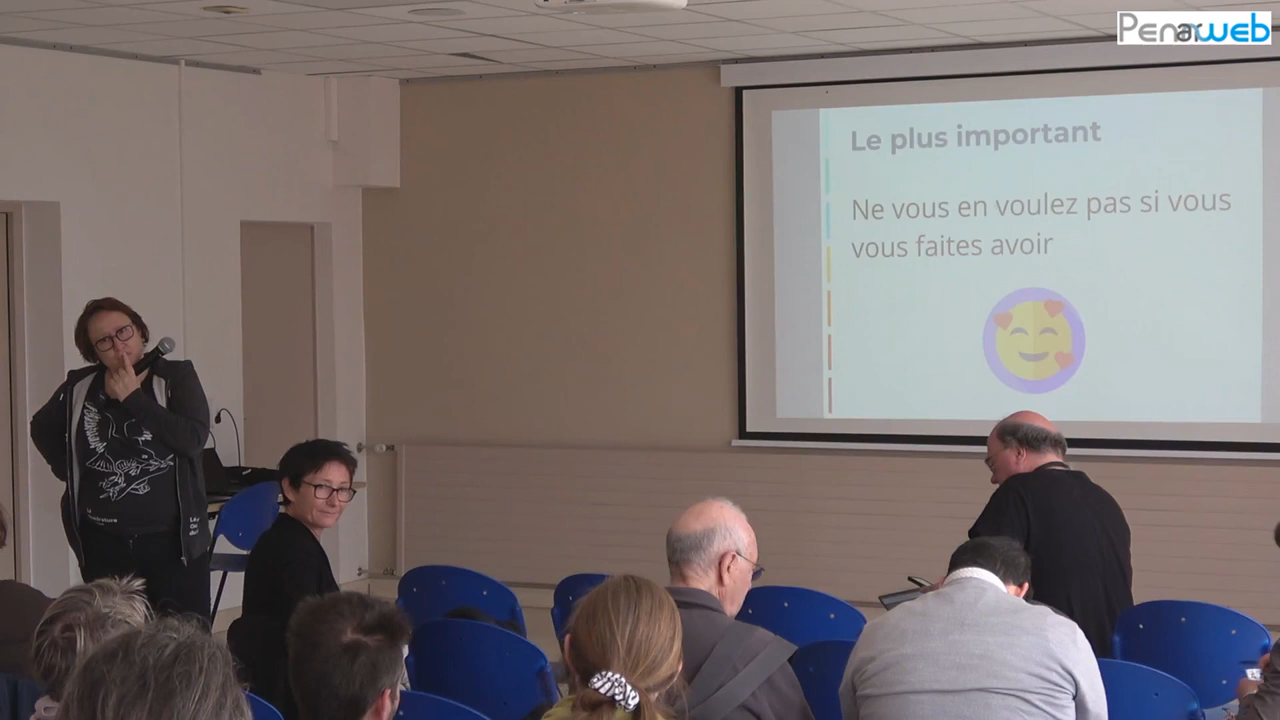 Penarweb
Le plus important
Ne vous en voulez pas si vous
vous faites avoir